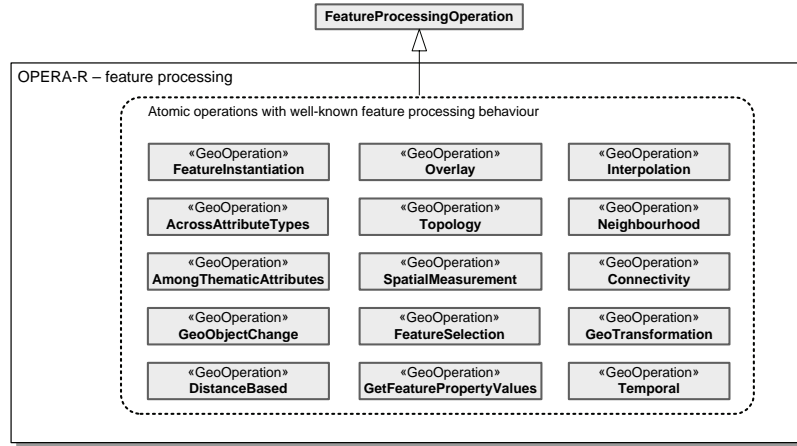 FeatureProcessingOperation
OPERA-R – feature processing
Atomic operations with well-known feature processing behaviour
«GeoOperation»
FeatureInstantiation
«GeoOperation»
Overlay
«GeoOperation»
Interpolation
«GeoOperation»
AcrossAttributeTypes
«GeoOperation»
Topology
«GeoOperation»
Neighbourhood
«GeoOperation»
AmongThematicAttributes
«GeoOperation»
SpatialMeasurement
«GeoOperation»
Connectivity
«GeoOperation»
GeoObjectChange
«GeoOperation»
FeatureSelection
«GeoOperation»
GeoTransformation
«GeoOperation»
DistanceBased
«GeoOperation»
GetFeaturePropertyValues
«GeoOperation»
Temporal